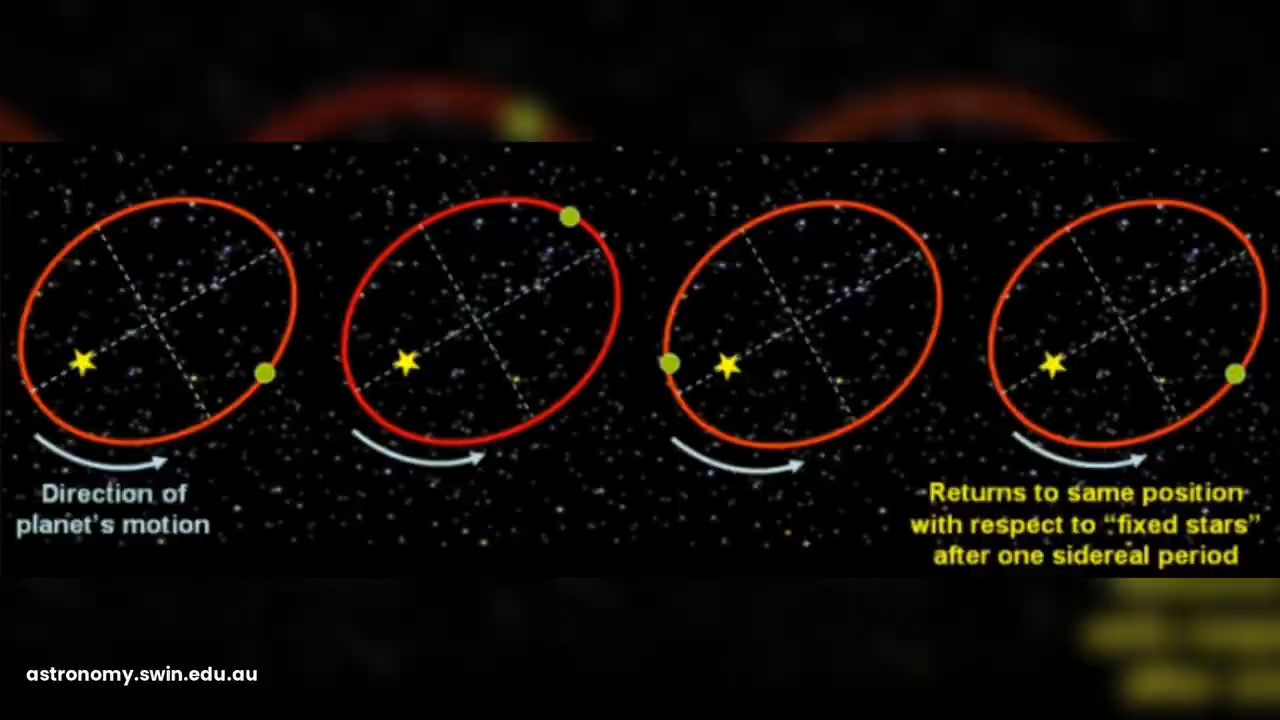 Direction of
planet's motion
Returns to same position
with respect to “fixed stars”
after one sidereal period
astronomy.swin.edu.au